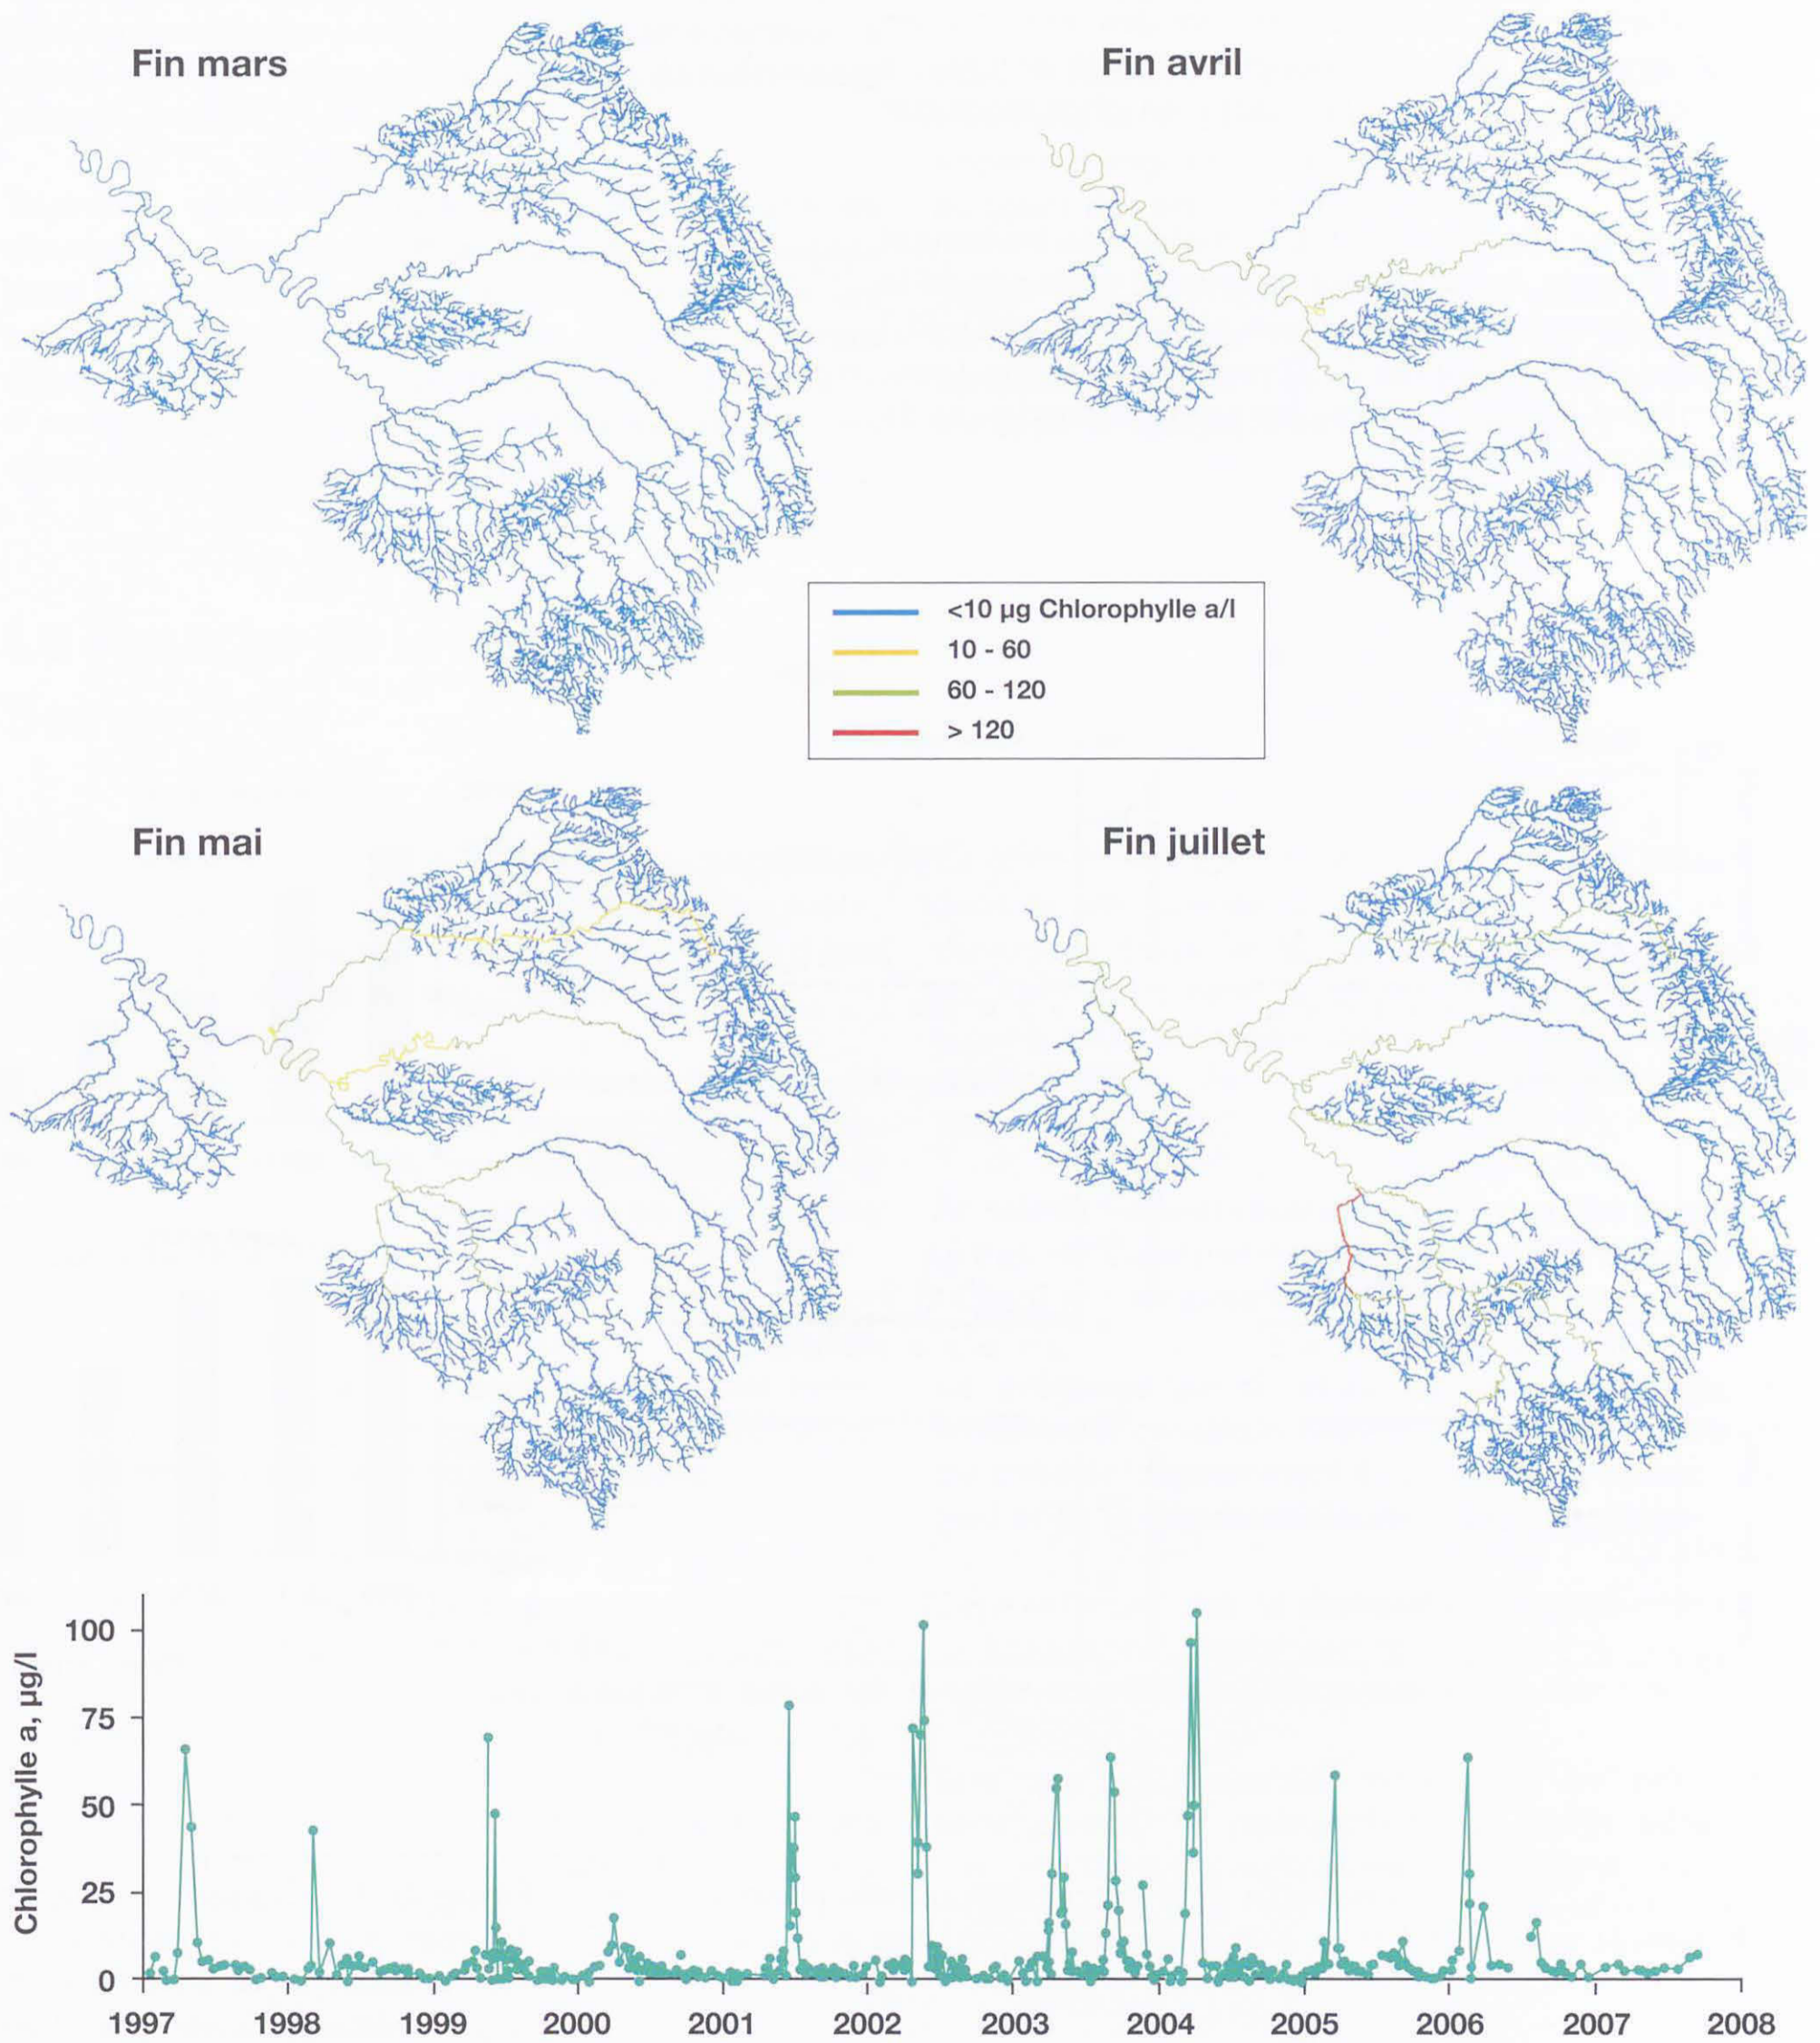 Fin mars
Fin avril
<10 µg Chlorophylle a/l
10 - 60
60 - 120
> 120
Fin mai
Fin juillet
Chlorophylle a, µg/l
100
75
50
25
0
1997 1998 1999 2000 2001 2002 2003 2004 2005 2006 2007 2008